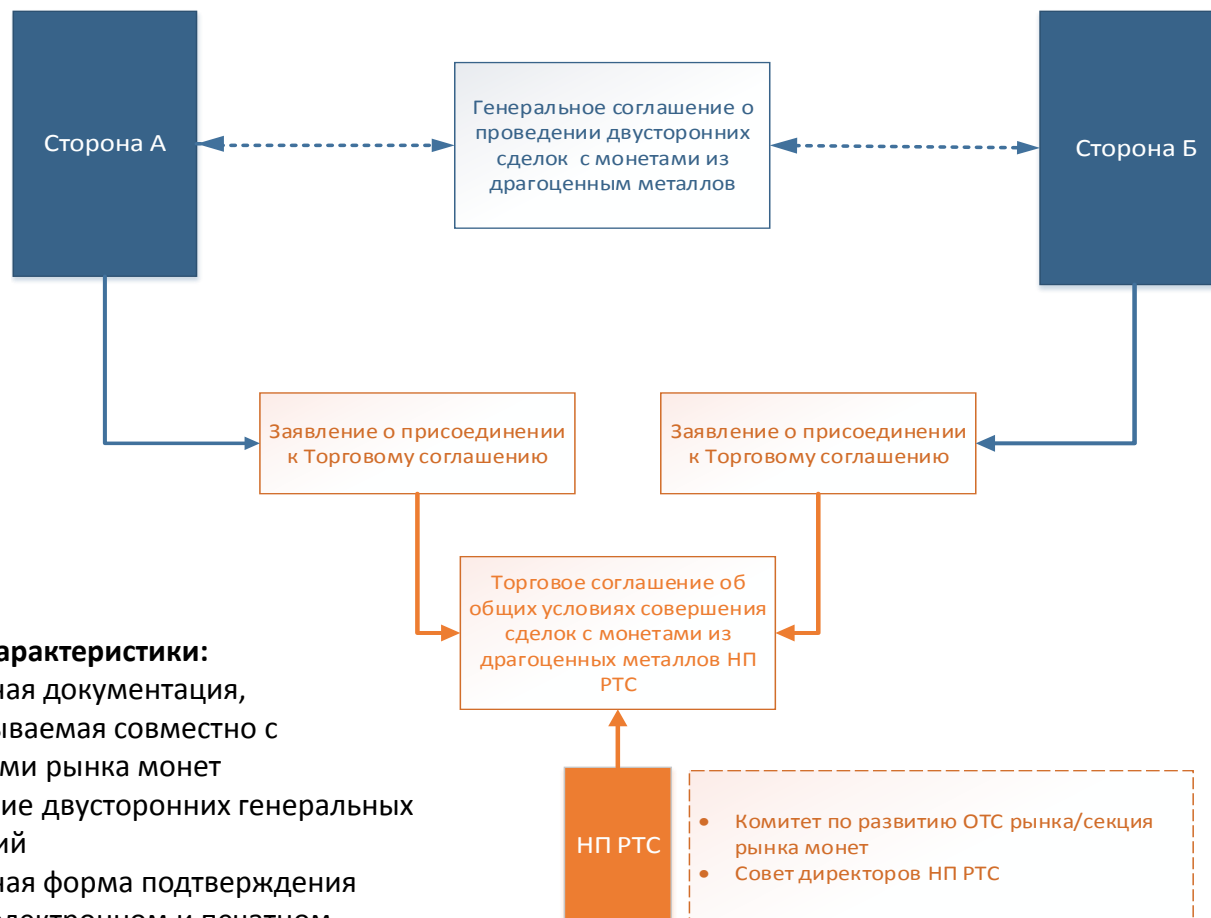 Сторона А
Генеральное соглашение о
проведении двусторонних
сделок с монетами из
драгоценным металлов
Сторона Б
Заявление о присоединении
к Торговому соглашению
Заявление о присоединении
к Торговому соглашению
Торговое соглашение об
общих условиях совершения
сделок с монетами из
драгоценных металлов НП
РТС
арактеристики:
ная документация,
ываемая совместно с
ми рынка монет
ие двусторонних генеральных
ий
ная форма подтверждения
электронном и печатном
НП РТС
• Комитет по развитию ОТС рынка/секция
рынка монет
• Совет директоров НП РТС